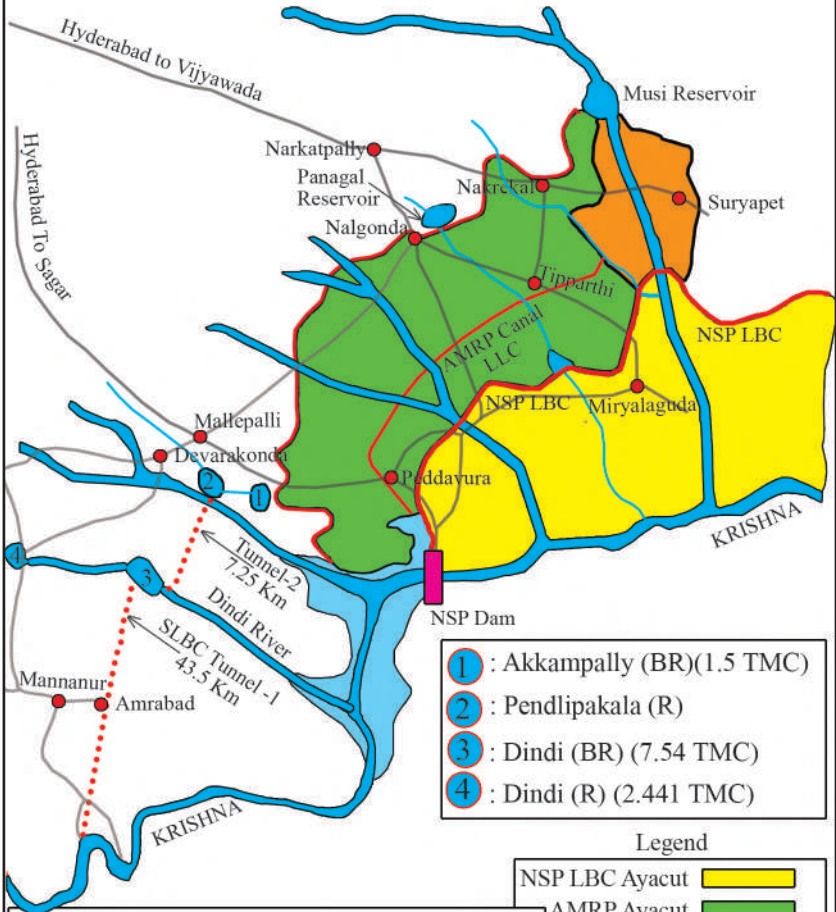 Hyderabad to Vijyawada
Musi Reservoir
Hyderabad To Sagar
Narkatpally
Panagal
Reservoir
Nakrekal
Suryapet
Nalgonda
Tipparthi
AMRP Canal
LLC
NSP LBC
NSP LBC
Miryalaguda
Mallepalli
Devarakonda
Peddavura
2
1
KRISHNA
4
3
Tunnel-2
7.25 Km
Dindi River
NSP Dam
SLBC Tunnel -1
43.5 Km
Mannanur
Amrabad
KRISHNA
1 : Akkampally (BR)(1.5 TMC)
2 : Pendlipakala (R)
3 : Dindi (BR) (7.54 TMC)
4 : Dindi (R) (2.441 TMC)
Legend
NSP LBC Ayacut
AMRP Ayacut